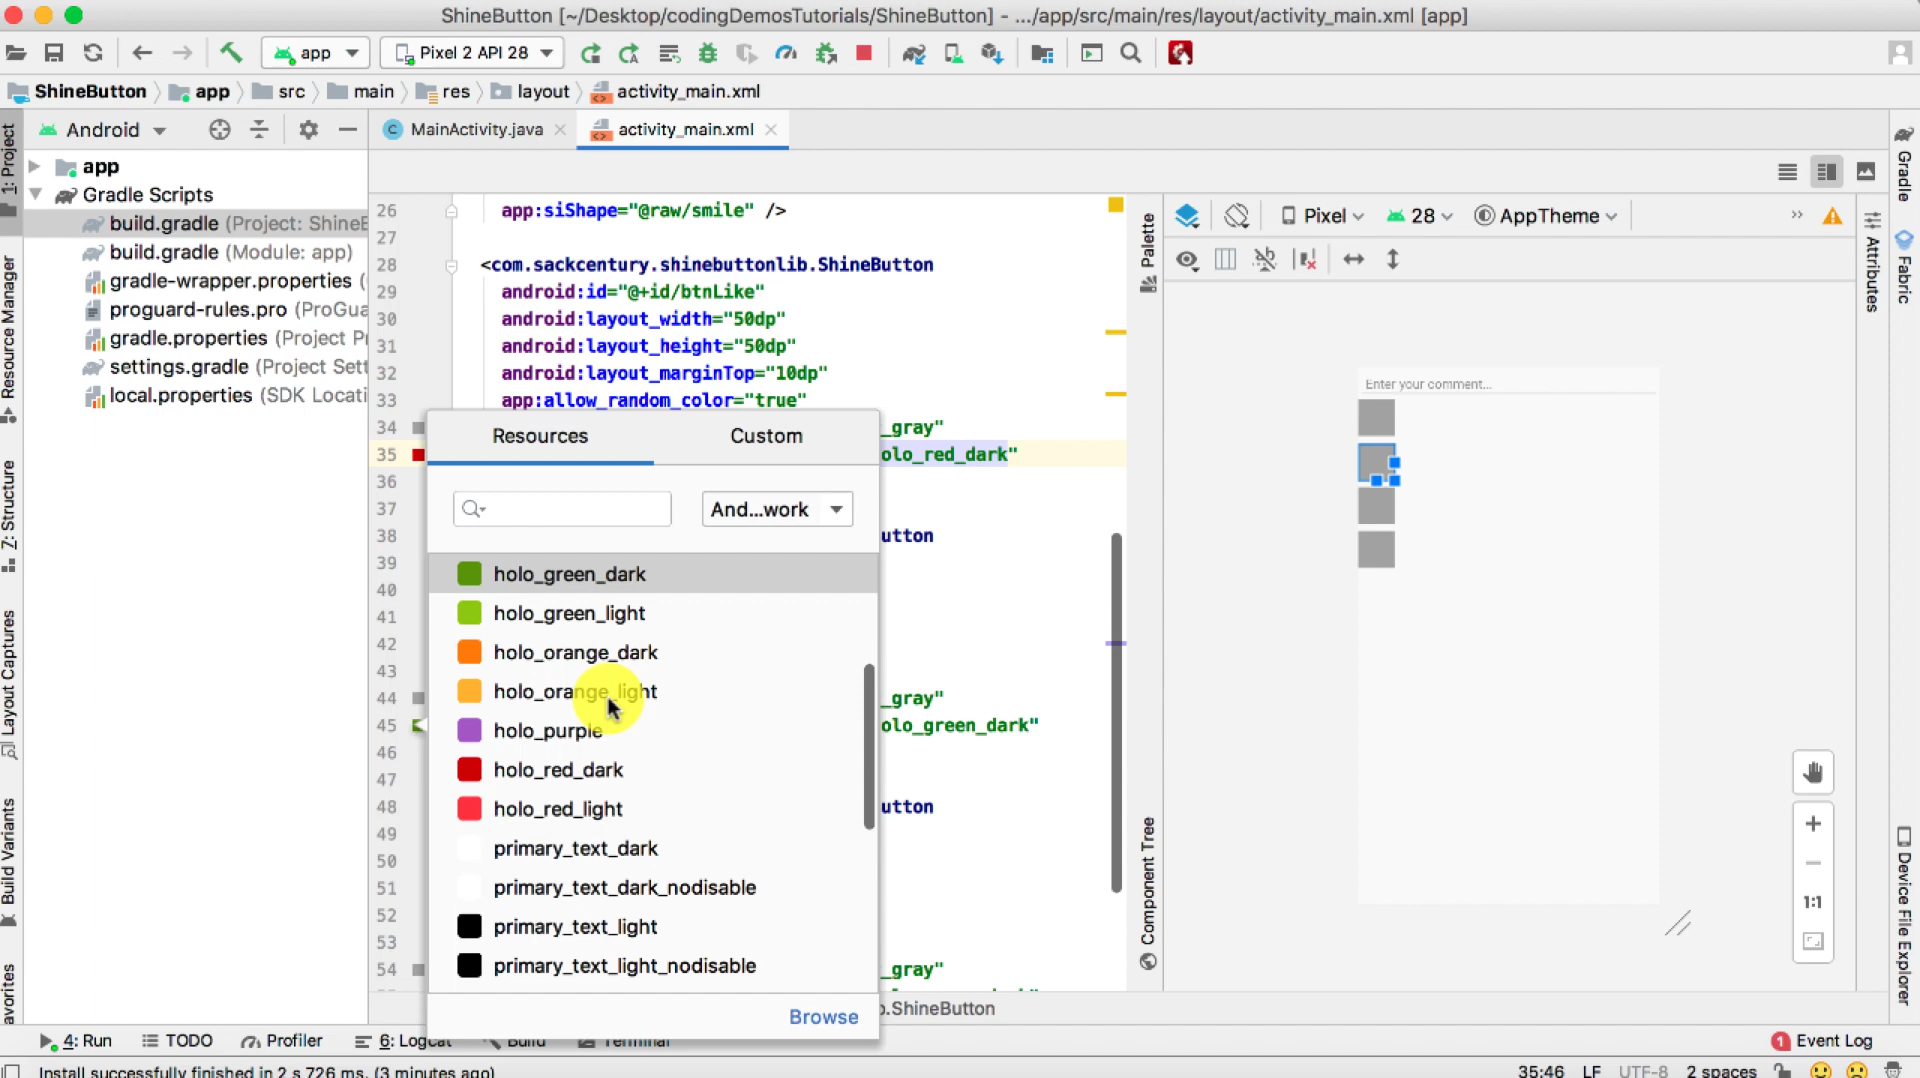 ShineButton [~/Desktop/codingDemosTutorials/ShineButton] - .../app/src/main/res/layout/activity_main.xml [app]
app
Pixel 2 API 28
ShineButton app src main res layout activity_main.xml
Android
MainActivity.java
activity_main.xml
1: Project
Resource Manager
Z: Structure
Layout Captures
Build Variants
app
Gradle Scripts
build.gradle (Project: Shine
build.gradle (Module: app)
gradle-wrapper.properties (
proguard-rules.pro (ProGua
gradle.properties (Project P
settings.gradle (Project Sett
local.properties (SDK Locati
26 app:siShape="@raw/smile" />
27
28 <com.sackcentury.shinebuttonlib.ShineButton
29 android:id="@+id/btnLike"
30 android:layout_width="50dp"
31 android:layout_height="50dp"
32 android:layout_marginTop="10dp"
33 app:allow_random_color="true"
34 _gray"
35 olo_red_dark"
36
37
38 utton
39
40
41
42
43
44 _gray"
45 olo_green_dark"
46
47
48 utton
49
50
51
52
53
54 _gray"
Resources
Custom
And...work
holo_green_dark
holo_green_light
holo_orange_dark
holo_orange_light
holo_purple
holo_red_dark
holo_red_light
primary_text_dark
primary_text_dark_nodisable
primary_text_light
primary_text_light_nodisable
Browse
.ShineButton
Palette
Component Tree
Pixel
28
AppTheme
Enter your comment...
1:1
Attributes
Gradle
Fabric
Device File Explorer
4: Run
TODO
Profiler
6: Logcat
Build
Terminal
1 Event Log
Install successfully finished in 2 s 726 ms. (3 minutes ago)
35:46 LF UTF-8 2 spaces